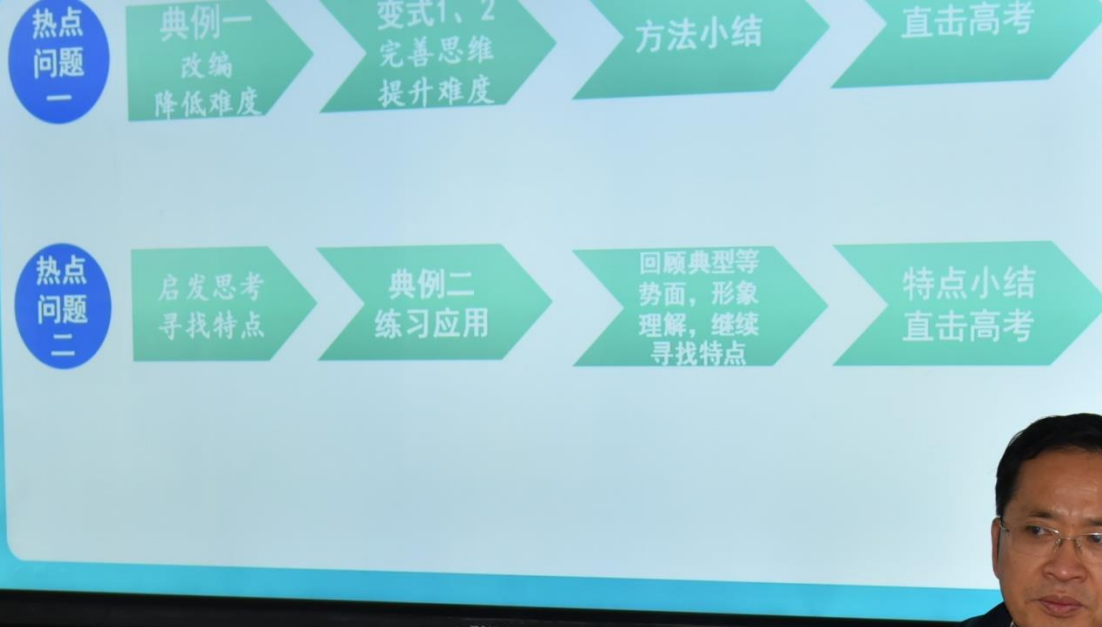 热点
问题
一
典例一
改编
降低难度
变式1、2
完善思维
提升难度
方法小结
直击高考
热点
问题
二
启发思考
寻找特点
典例二
练习应用
回顾典型等
势面，形象
理解，继续
寻找特点
特点小结
直击高考